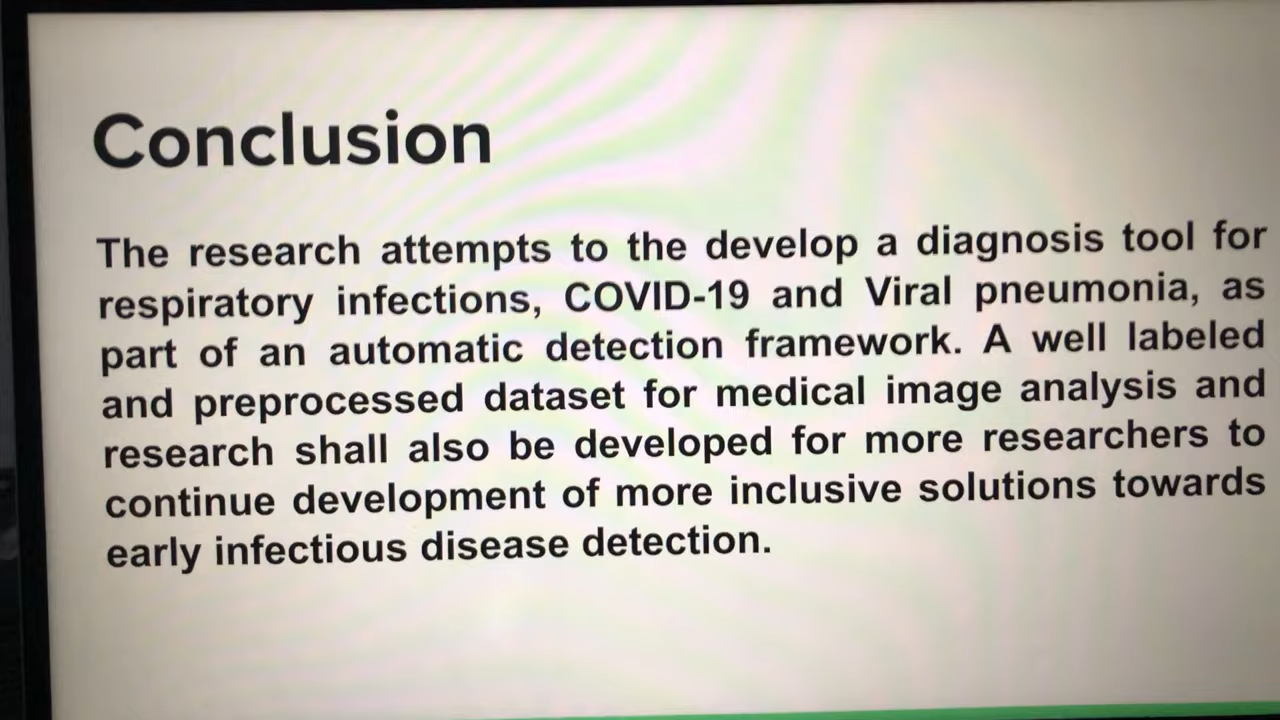 Conclusion
The research attempts to the develop a diagnosis tool for
respiratory infections, COVID-19 and Viral pneumonia, as
part of an automatic detection framework. A well labeled
and preprocessed dataset for medical image analysis and
research shall also be developed for more researchers to
continue development of more inclusive solutions towards
early infectious disease detection.